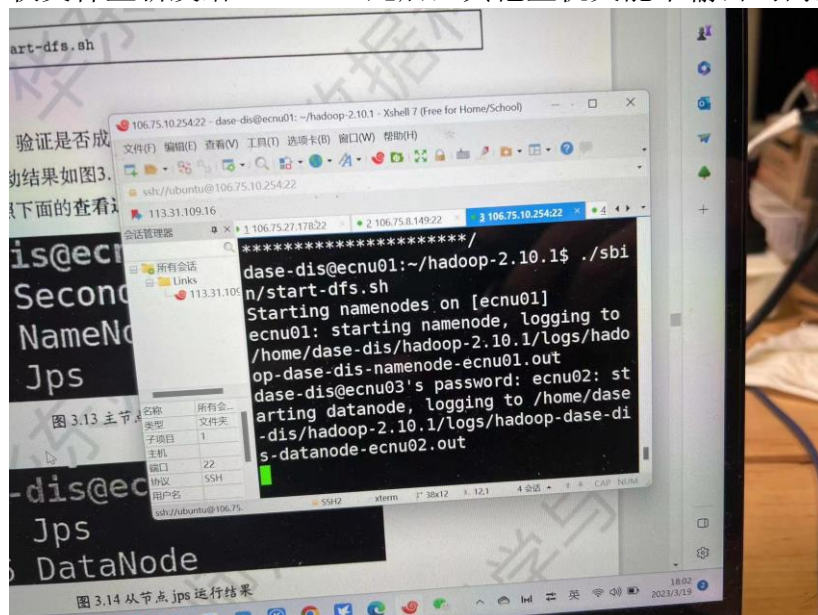 art-dfs.sh
验证是否成
动结果如图3.
下面的查看
is@ecn
Second
NameNo
Jps
图 3.13 主节点
-dis@ec
Jps
DataNode
图 3.14 从节点 jps 运行结果
106.75.10.254:22 - dase-dis@ecnu01: ~/hadoop-2.10.1 - Xshell 7 (Free for Home/School)
文件(F) 编辑(E) 查看(V) 工具(T) 选项卡(B) 窗口(W) 帮助(H)
ssh://ubuntu@106.75.10.254:22
113.31.109.16
会话管理器
1 106.75.27.178:22
2 106.75.8.149:22
3 106.75.10.254:22
4
所有会话
Links
113.31.109
***********************/
dase-dis@ecnu01:~/hadoop-2.10.1$ ./sbi
n/start-dfs.sh
Starting namenodes on [ecnu01]
ecnu01: starting namenode, logging to
/home/dase-dis/hadoop-2.10.1/logs/hado
op-dase-dis-namenode-ecnu01.out
dase-dis@ecnu03's password: ecnu02: st
arting datanode, logging to /home/dase
-dis/hadoop-2.10.1/logs/hadoop-dase-di
s-datanode-ecnu02.out
名称 所有会...
类型 文件夹
子项目 1
主机
端口 22
协议 SSH
用户名
ssh://ubuntu@106.75.
SSH2
xterm
38x12
12,1
4 会话
CAP NUM
英
18:02
2023/3/19